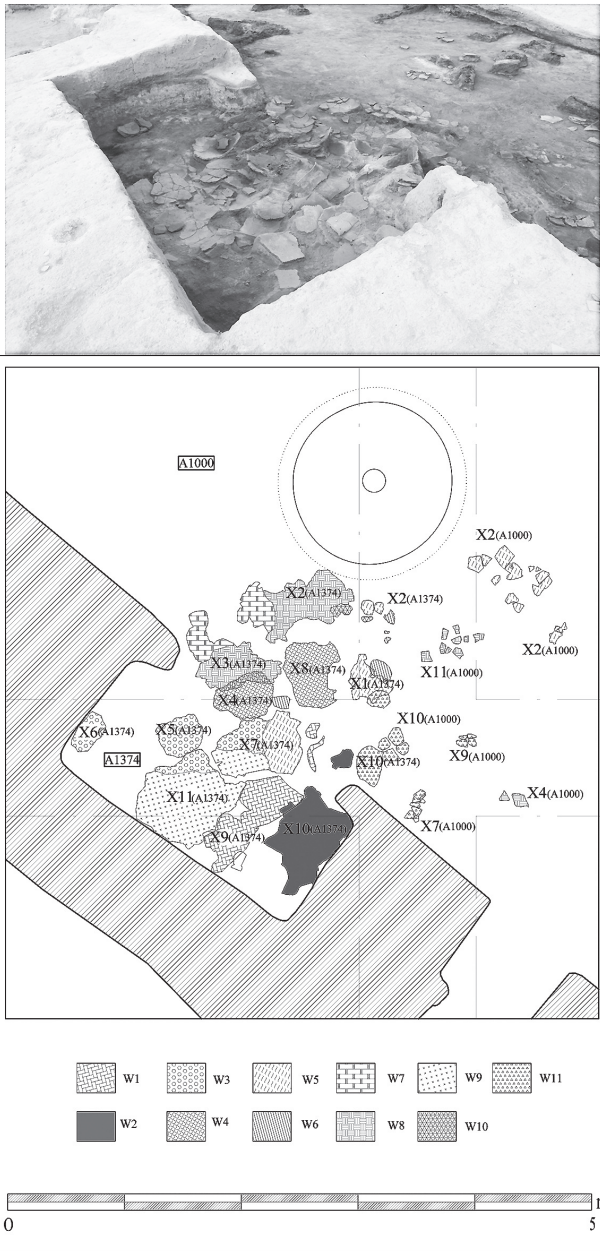 A1000
X2(A1000)
X2(A1374)
X2(A1374)
X2(A1000)
X3(A1374)
X8(A1374)
X11(A1000)
X1(A1374)
X4(A1374)
X10(A1000)
X6(A1374)
X5(A1374)
X7(A1374)
X9(A1000)
A1374
X10(A1374)
X11(A1374)
X4(A1000)
X7(A1000)
X9(A1374)
X10(A1374)
W1 W3 W5 W7 W9 W11
W2 W4 W6 W8 W10
0 5